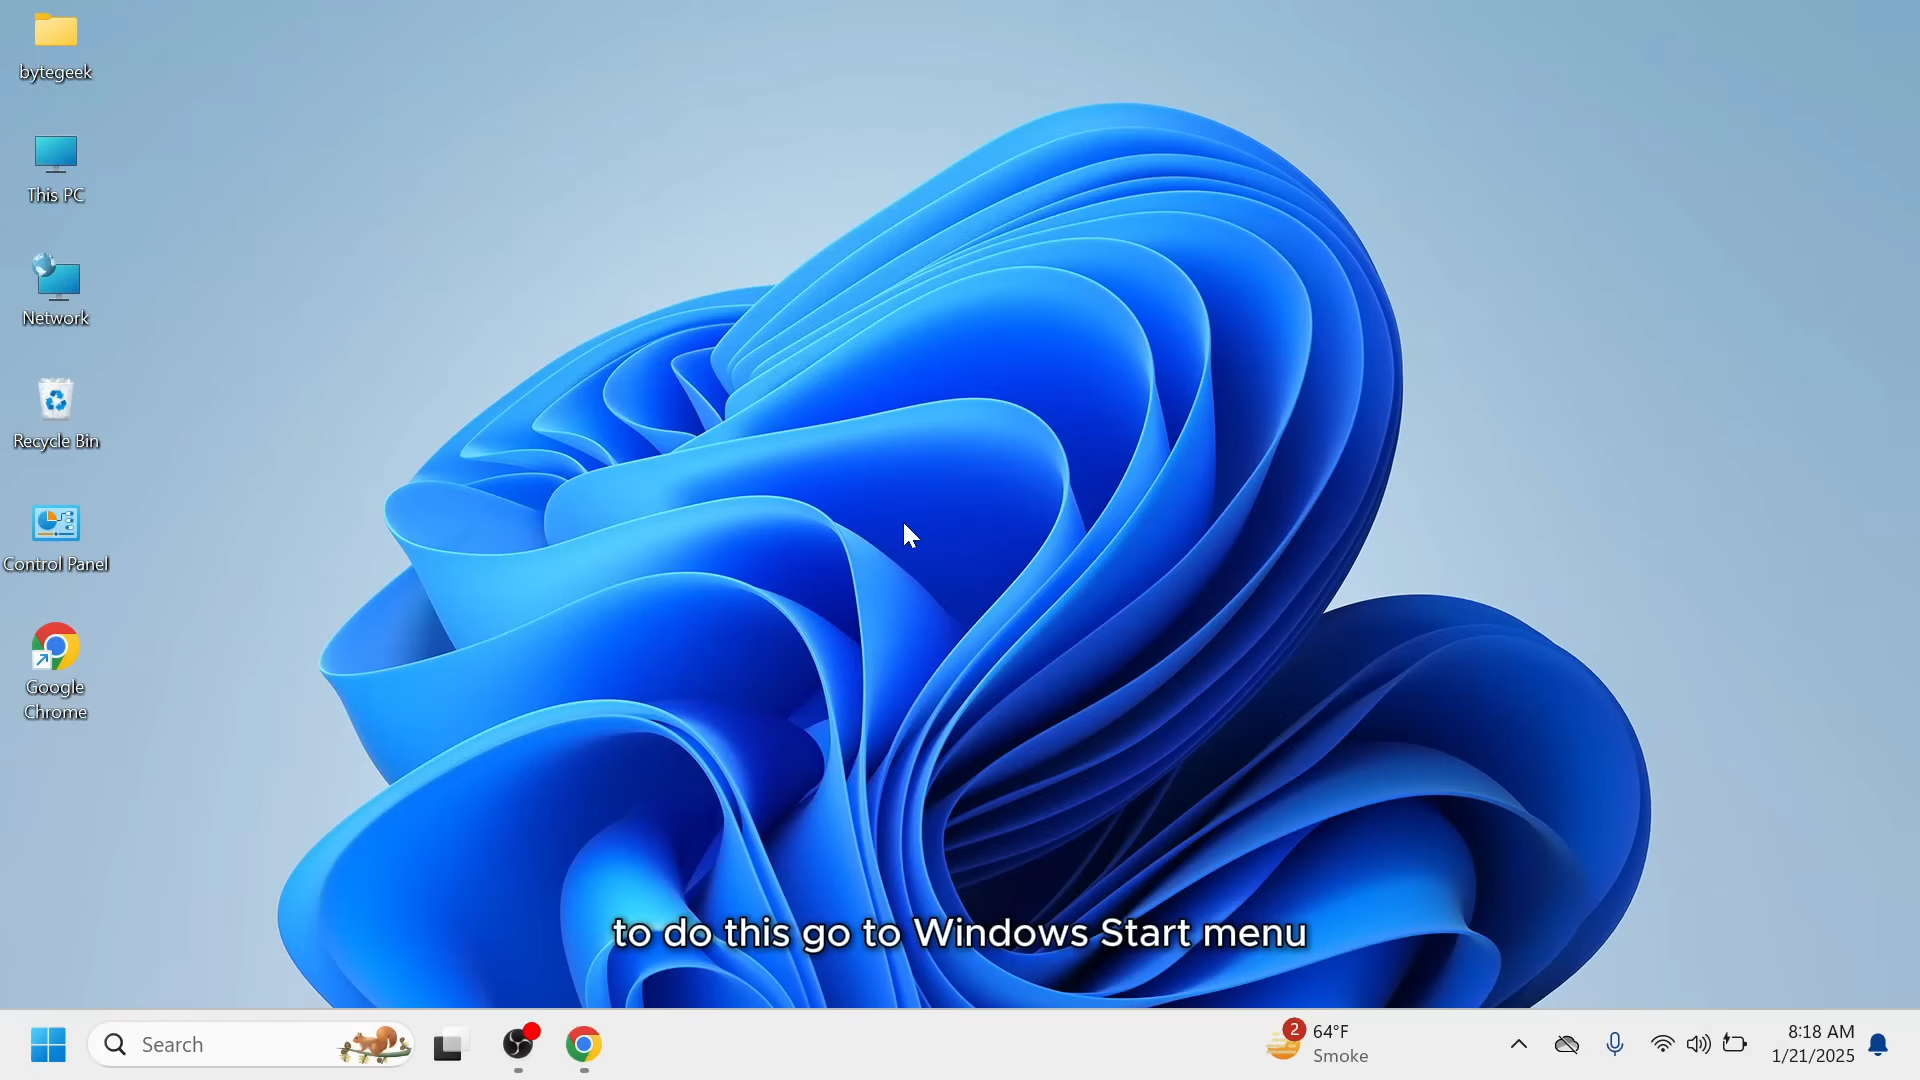 bytegeek
This PC
Network
Recycle Bin
Control Panel
Google
Chrome
to do this go to Windows Start menu
Search
2
64°F
Smoke
8:18 AM
1/21/2025